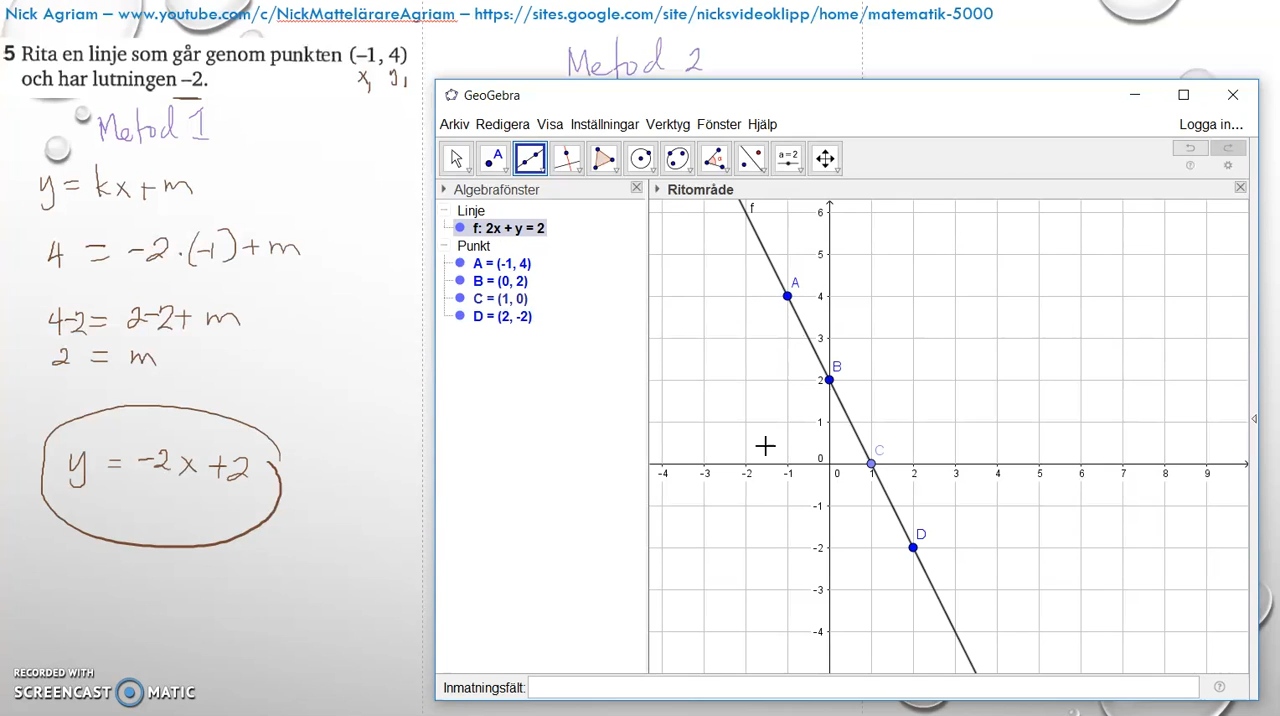 Nick Agriam – www.youtube.com/c/NickMattelärareAgriam – https://sites.google.com/site/nicksvideoklipp/home/matematik-5000
5 Rita en linje som går genom punkten (–1, 4)
och har lutningen –2.
x₁ y₁
Metod 1
y = kx + m
4 = -2 · (-1) + m
4-2 = 2-2 + m
2 = m
y = -2x + 2
RECORDED WITH
SCREENCAST MATIC
Metod 2
GeoGebra
Arkiv Redigera Visa Inställningar Verktyg Fönster Hjälp
Logga in...
A
a = 2
Algebrafönster
Ritområde
Linje
f: 2x + y = 2
Punkt
A = (-1, 4)
B = (0, 2)
C = (1, 0)
D = (2, -2)
f
6
5
A
4
3
B
2
1
C
0
-4 -3 -2 -1 0 1 2 3 4 5 6 7 8 9
-1
D
-2
-3
-4
Inmatningsfält: